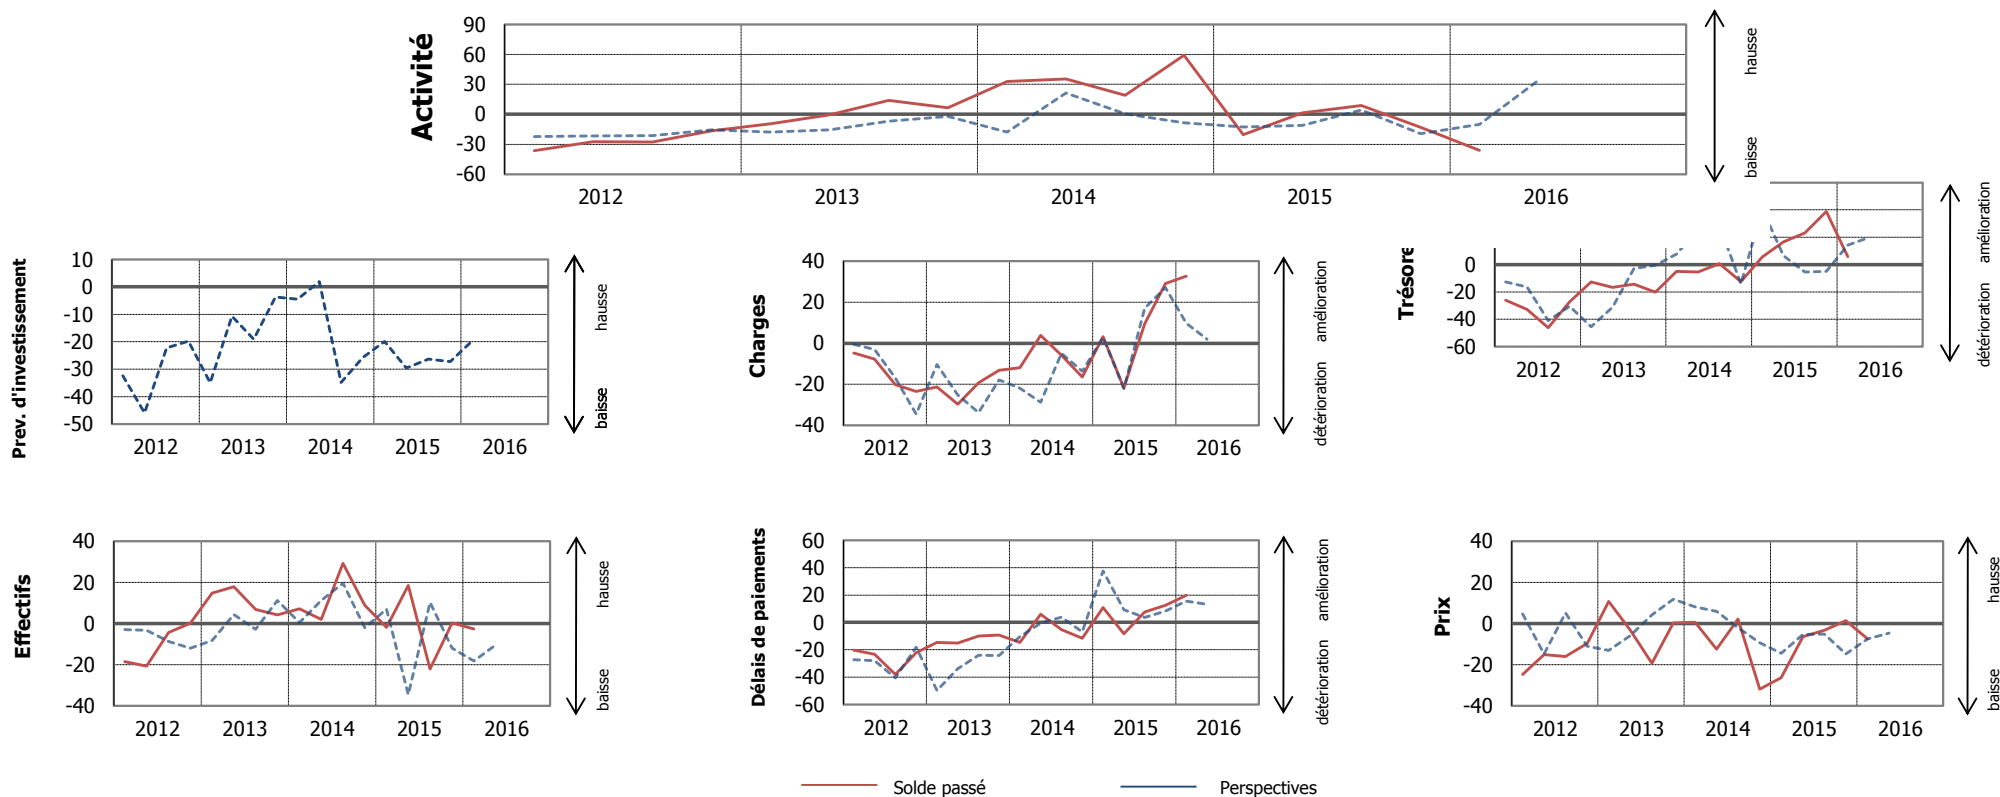 Activité
90
60
30
0
-30
-60
2012 2013 2014 2015 2016
hausse
baisse
Prev. d'investissement
10
0
-10
-20
-30
-40
-50
2012 2013 2014 2015 2016
hausse
baisse
Charges
40
20
0
-20
-40
2012 2013 2014 2015 2016
amélioration
détérioration
Trésore
0
-20
-40
-60
2012 2013 2014 2015 2016
amélioration
détérioration
Effectifs
40
20
0
-20
-40
2012 2013 2014 2015 2016
hausse
baisse
Délais de paiements
60
40
20
0
-20
-40
-60
2012 2013 2014 2015 2016
amélioration
détérioration
Prix
40
20
0
-20
-40
2012 2013 2014 2015 2016
hausse
baisse
Solde passé Perspectives